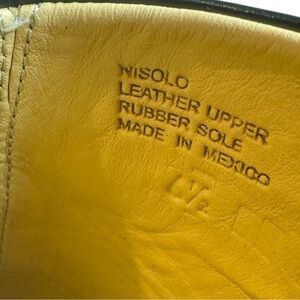 NISOLO
LEATHER UPPER
RUBBER SOLE
MADE IN MEXICO